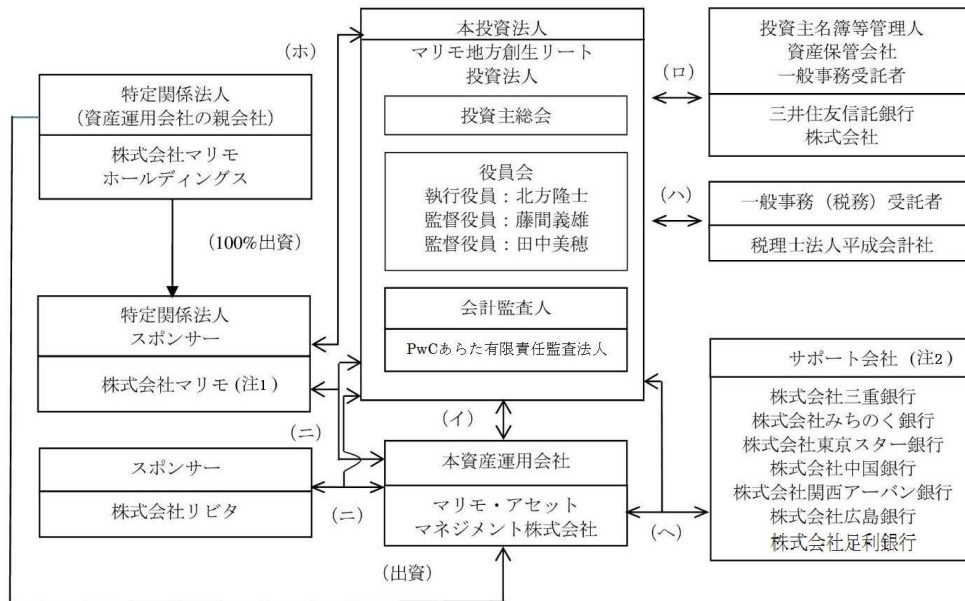 本投資法人
マリモ地方創生リート
投資法人
投資主総会
役員会
執行役員：北方隆士
監督役員：藤間義雄
監督役員：田中美穂
会計監査人
PwCあらた有限責任監査法人
（ホ）
特定関係法人
（資産運用会社の親会社）
株式会社マリモ
ホールディングス
（100%出資）
特定関係法人
スポンサー
株式会社マリモ（注1）
（ニ）
スポンサー
株式会社リビタ
（ニ）
（イ）
本資産運用会社
マリモ・アセット
マネジメント株式会社
（出資）
（ロ）
投資主名簿等管理人
資産保管会社
一般事務受託者
三井住友信託銀行
株式会社
（ハ）
一般事務（税務）受託者
税理士法人平成会計社
サポート会社（注2）
株式会社三重銀行
株式会社みちのく銀行
株式会社東京スター銀行
株式会社中国銀行
株式会社関西アーバン銀行
株式会社広島銀行
株式会社足利銀行
（ヘ）